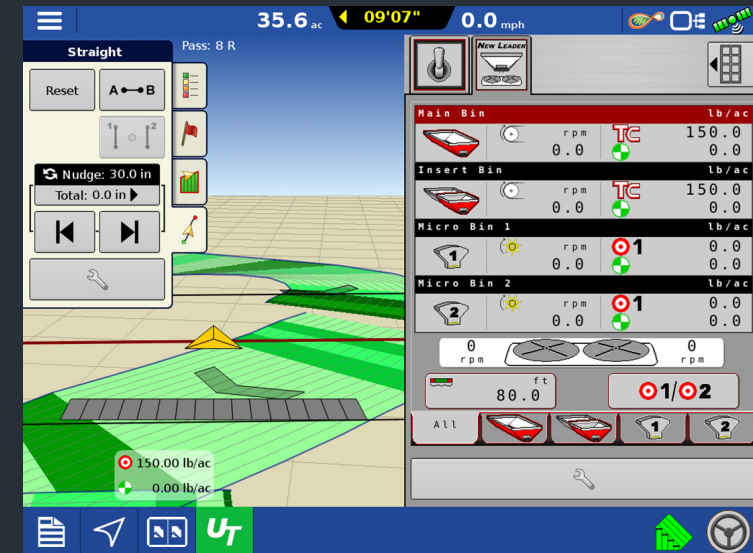 35.6 ac
09'07"
0.0 mph
Straight
Pass: 8 R
Reset
A B
1 2
Nudge: 30.0 in
Total: 0.0 in
150.00 lb/ac
0.00 lb/ac
UT
NEW LEADER
Main Bin lb/ac
rpm TC 150.0
0.0 0.0
Insert Bin lb/ac
rpm TC 150.0
0.0 0.0
Micro Bin 1 lb/ac
1 rpm 1 0.0
0.0 0.0
Micro Bin 2 lb/ac
2 rpm 1 0.0
0.0 0.0
0 0
rpm rpm
ft
80.0
1/2
All 1 2